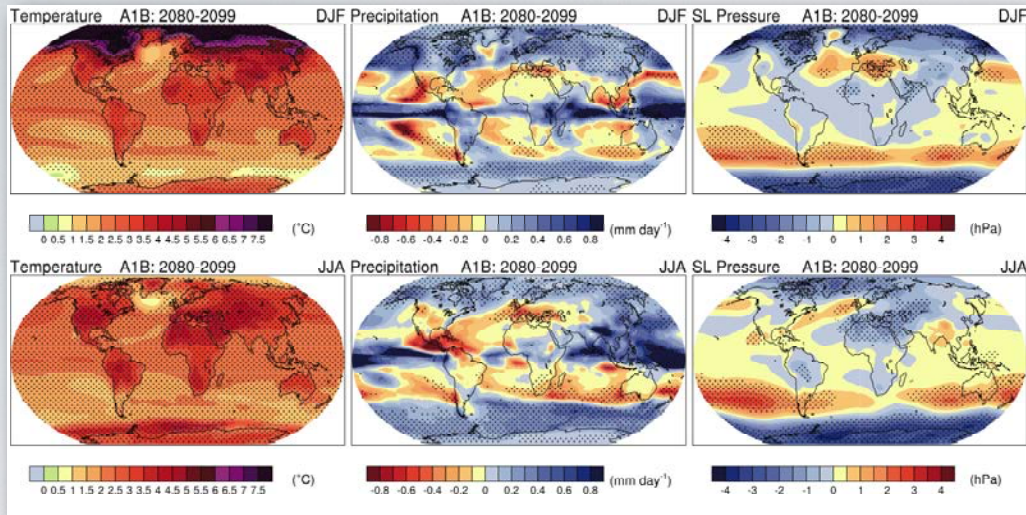 Temperature A1B: 2080-2099 DJF
Precipitation A1B: 2080-2099 DJF
SL Pressure A1B: 2080-2099 DJF
0 0.5 1 1.5 2 2.5 3 3.5 4 4.5 5 5.5 6 6.5 7 7.5 (°C)
-0.8 -0.6 -0.4 -0.2 0 0.2 0.4 0.6 0.8 (mm day⁻¹)
-4 -3 -2 -1 0 1 2 3 4 (hPa)
Temperature A1B: 2080-2099 JJA
Precipitation A1B: 2080-2099 JJA
SL Pressure A1B: 2080-2099 JJA
0 0.5 1 1.5 2 2.5 3 3.5 4 4.5 5 5.5 6 6.5 7 7.5 (°C)
-0.8 -0.6 -0.4 -0.2 0 0.2 0.4 0.6 0.8 (mm day⁻¹)
-4 -3 -2 -1 0 1 2 3 4 (hPa)